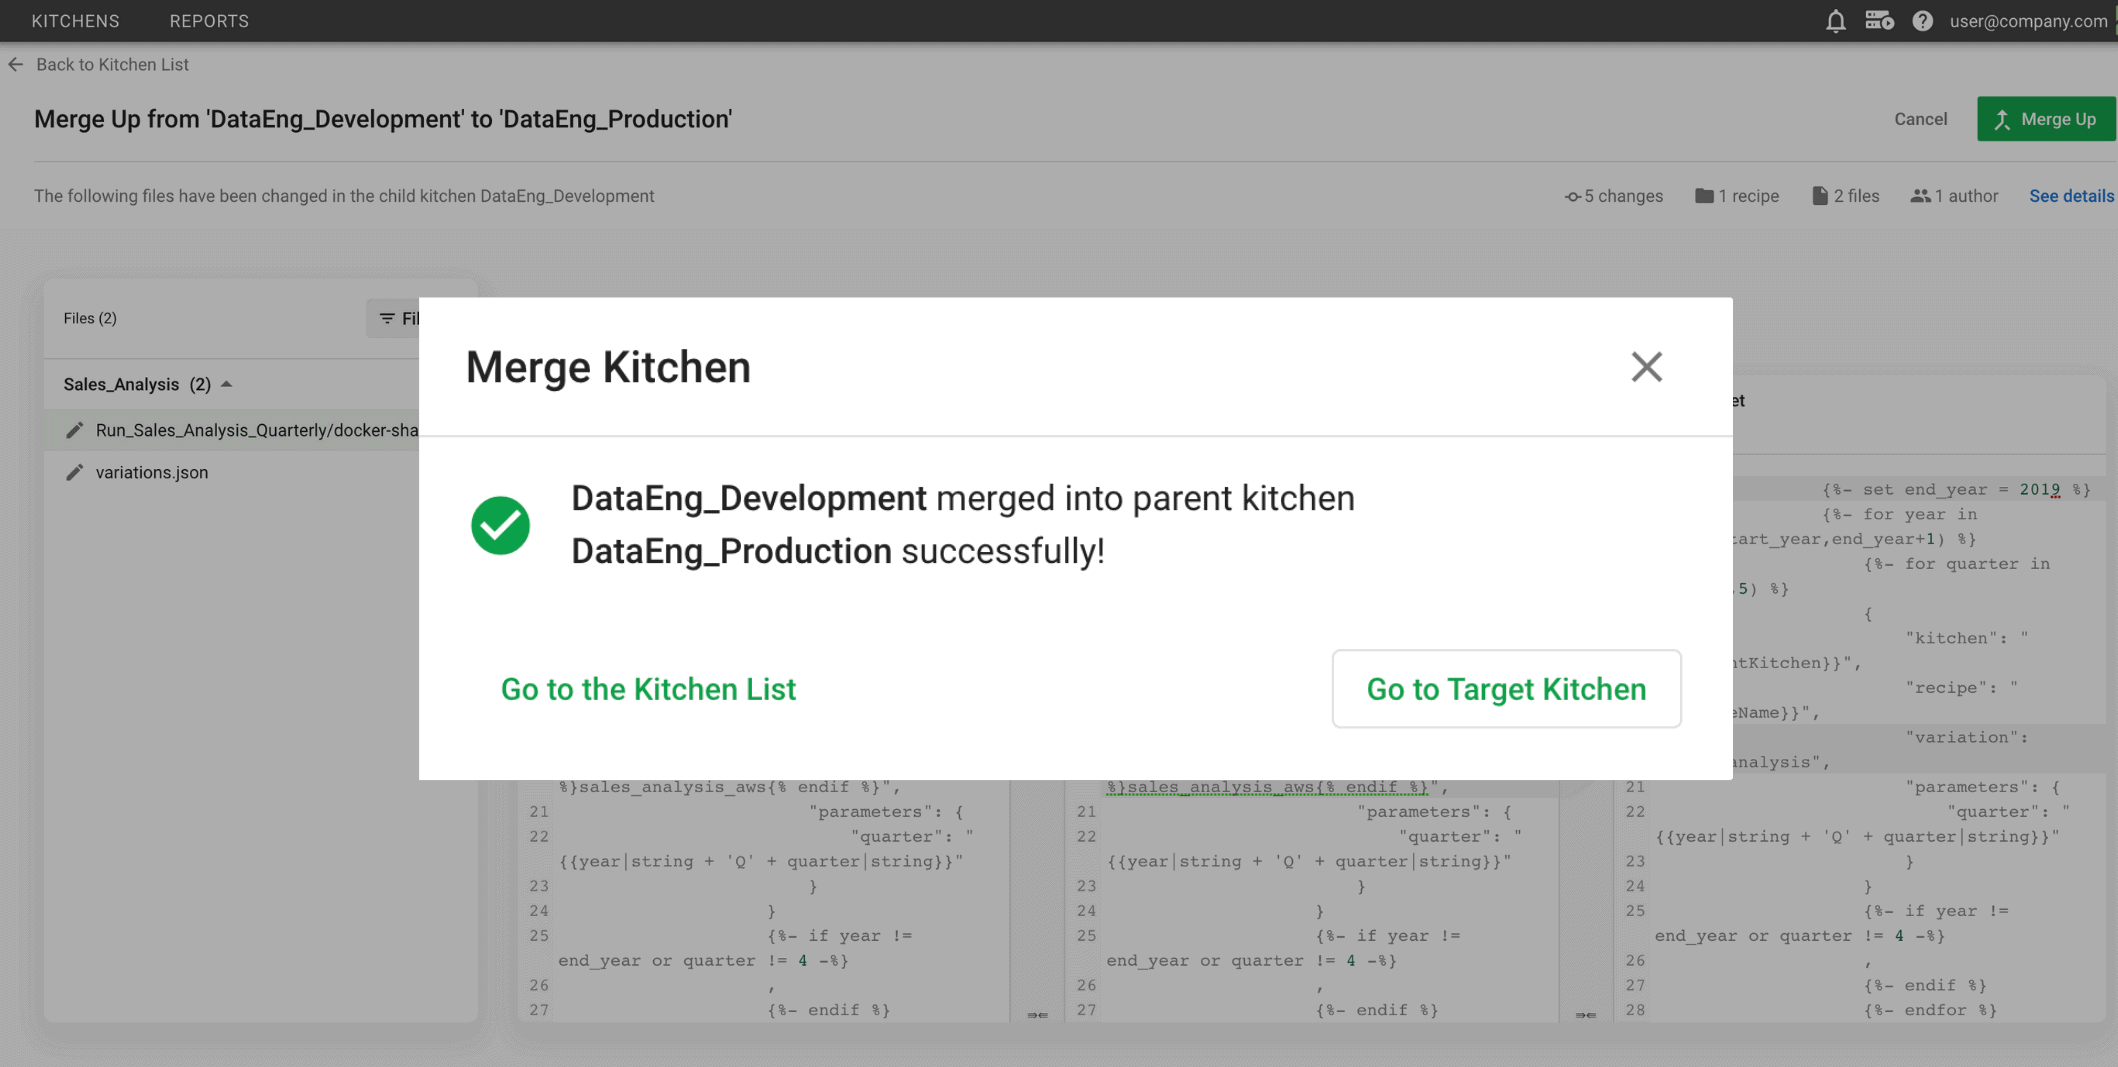 KITCHENS REPORTS user@company.com
Back to Kitchen List
Merge Up from 'DataEng_Development' to 'DataEng_Production' Cancel Merge Up
The following files have been changed in the child kitchen DataEng_Development 5 changes 1 recipe 2 files 1 author See details
Files (2) Fil
Sales_Analysis (2)
Run_Sales_Analysis_Quarterly/docker-sha
variations.json
Merge Kitchen
DataEng_Development merged into parent kitchen
DataEng_Production successfully!
Go to the Kitchen List Go to Target Kitchen
et
{%- set end_year = 2019 %}
{%- for year in
tart_year,end_year+1) %}
{%- for quarter in
5) %}
{
"kitchen": "
ntKitchen}}",
"recipe": "
eName}}",
"variation":
analysis",
%}sales_analysis_aws{% endif %}",
21 "parameters": {
22 "quarter": "
{{year|string + 'Q' + quarter|string}}"
23 }
24 }
25 {%- if year !=
end_year or quarter != 4 -%}
26 ,
27 {%- endif %}
%}sales_analysis_aws{% endif %}",
21 "parameters": {
22 "quarter": "
{{year|string + 'Q' + quarter|string}}"
23 }
24 }
25 {%- if year !=
end_year or quarter != 4 -%}
26 ,
27 {%- endif %}
21 "parameters": {
22 "quarter": "
{{year|string + 'Q' + quarter|string}}"
23 }
24 }
25 {%- if year !=
end_year or quarter != 4 -%}
26 ,
27 {%- endif %}
28 {%- endfor %}